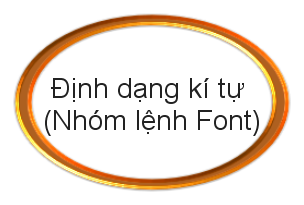 Định dạng kí tự
(Nhóm lệnh Font)